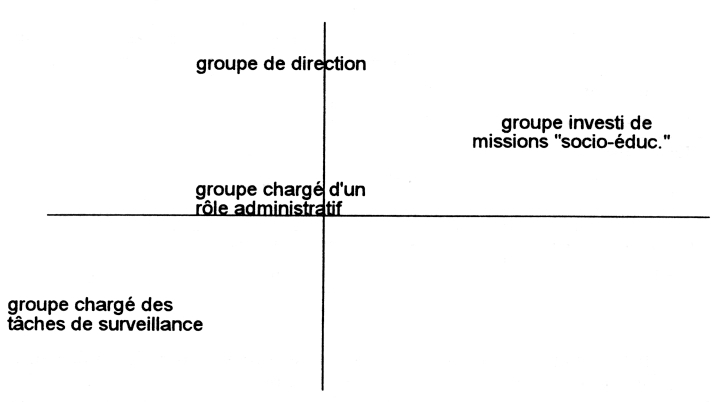 groupe de direction
groupe investi de
missions "socio-éduc."
groupe chargé d'un
rôle administratif
groupe chargé des
tâches de surveillance